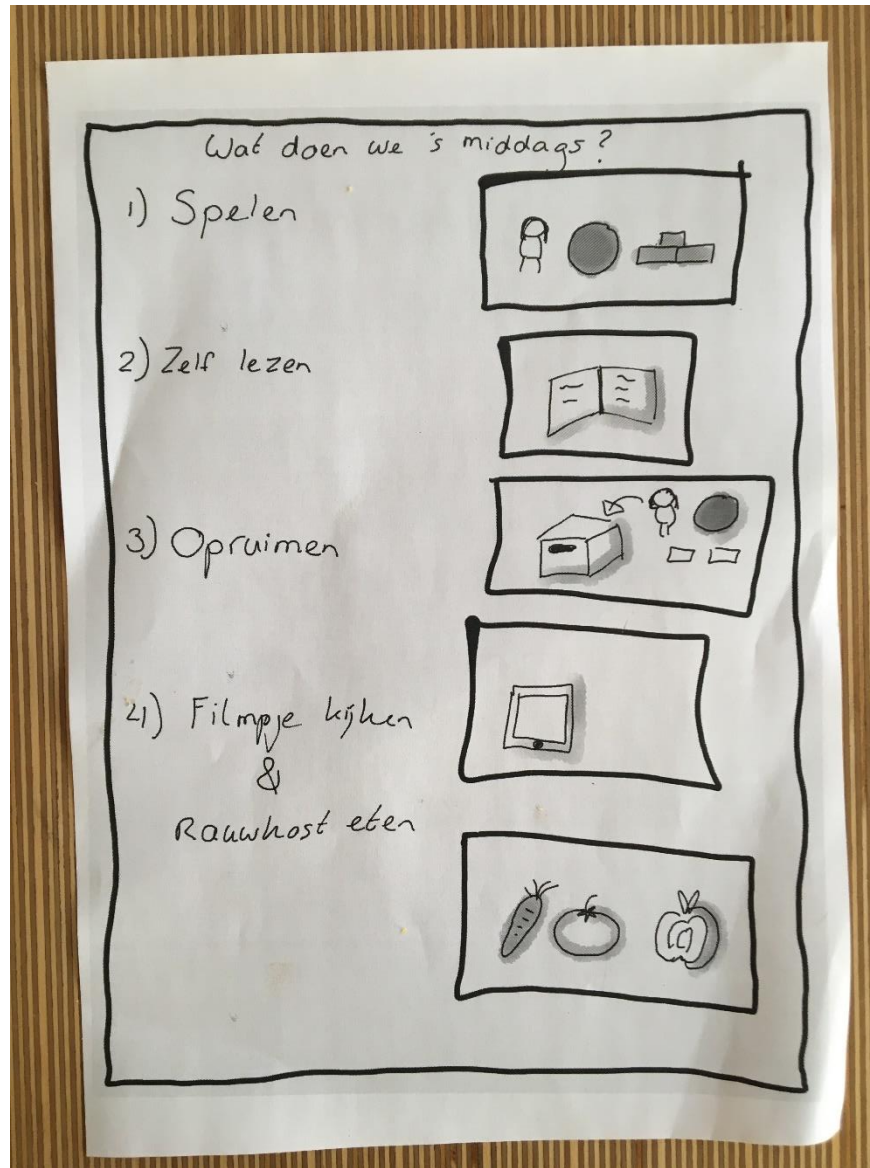 Wat doen we 's middags?
1) Spelen
2) Zelf lezen
3) Opruimen
4) Filmpje kijken
&
Rauwkost eten